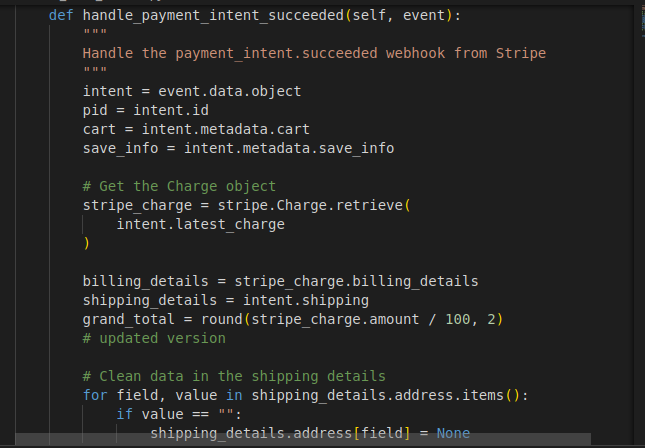 def handle_payment_intent_succeeded(self, event):
"""
Handle the payment_intent.succeeded webhook from Stripe
"""
intent = event.data.object
pid = intent.id
cart = intent.metadata.cart
save_info = intent.metadata.save_info
# Get the Charge object
stripe_charge = stripe.Charge.retrieve(
intent.latest_charge
)
billing_details = stripe_charge.billing_details
shipping_details = intent.shipping
grand_total = round(stripe_charge.amount / 100, 2)
# updated version
# Clean data in the shipping details
for field, value in shipping_details.address.items():
if value == "":
shipping_details.address[field] = None